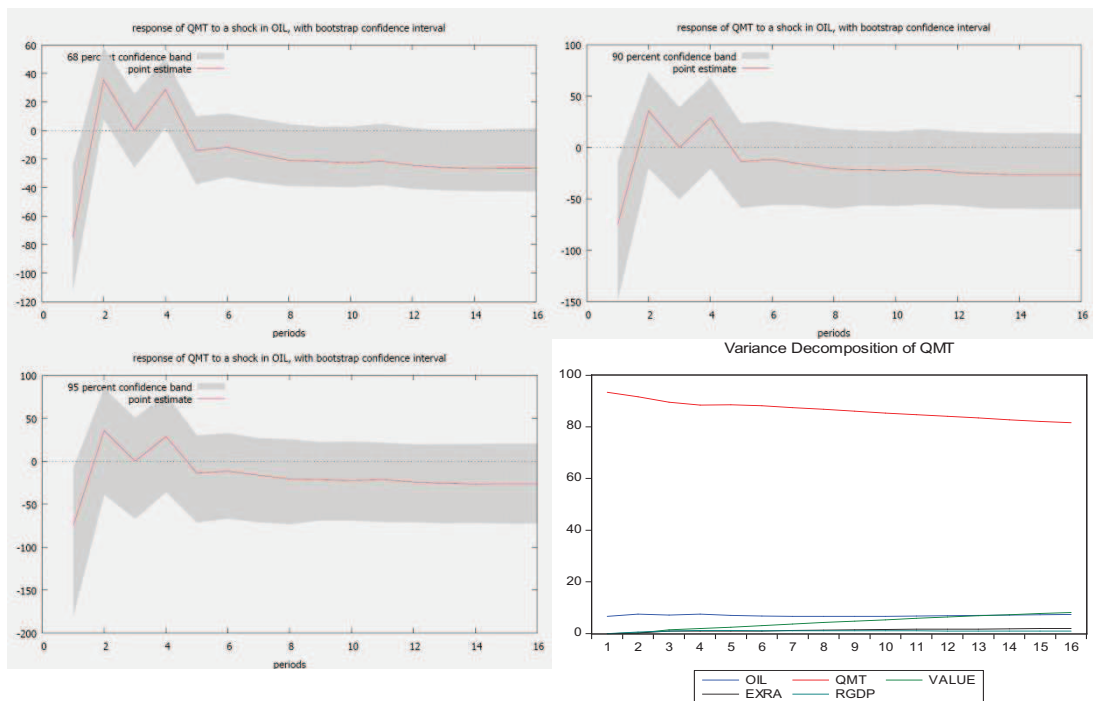 response of QMT to a shock in OIL, with bootstrap confidence interval
60
40
20
0
-20
-40
-60
-80
-100
-120
68 percent confidence band
point estimate
0 2 4 6 8 10 12 14 16
periods
response of QMT to a shock in OIL, with bootstrap confidence interval
100
50
0
-50
-100
-150
90 percent confidence band
point estimate
0 2 4 6 8 10 12 14 16
periods
response of QMT to a shock in OIL, with bootstrap confidence interval
100
50
0
-50
-100
-150
-200
95 percent confidence band
point estimate
0 2 4 6 8 10 12 14 16
periods
Variance Decomposition of QMT
100
80
60
40
20
0
1 2 3 4 5 6 7 8 9 10 11 12 13 14 15 16
OIL QMT VALUE
EXRA RGDP